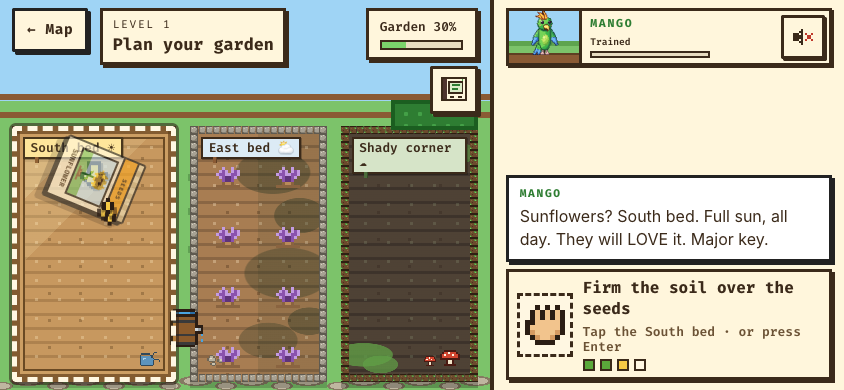 ← Map
LEVEL 1
Plan your garden
Garden 30%
South bed ☀
SUNFLOWER
SEEDS
East bed ⛅
Shady corner
☁
MANGO
Trained
MANGO
Sunflowers? South bed. Full sun, all
day. They will LOVE it. Major key.
Firm the soil over the
seeds
Tap the South bed · or press
Enter